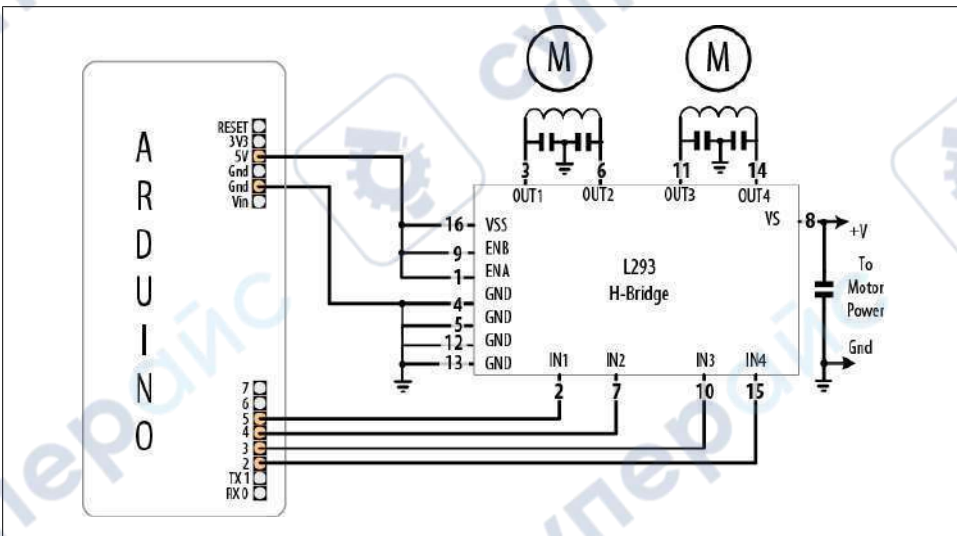 ARDUINO
RESET
3V3
5V
Gnd
Gnd
Vin
7
6
5
4
3
2
TX 1
RX 0
M
M
3
6
11
14
OUT1
OUT2
OUT3
OUT4
VS
8
+V
To
Motor
Power
Gnd
16 VSS
9 ENB
1 ENA
4 GND
5 GND
12 GND
13 GND
L293
H-Bridge
IN1
IN2
IN3
IN4
2
7
10
15